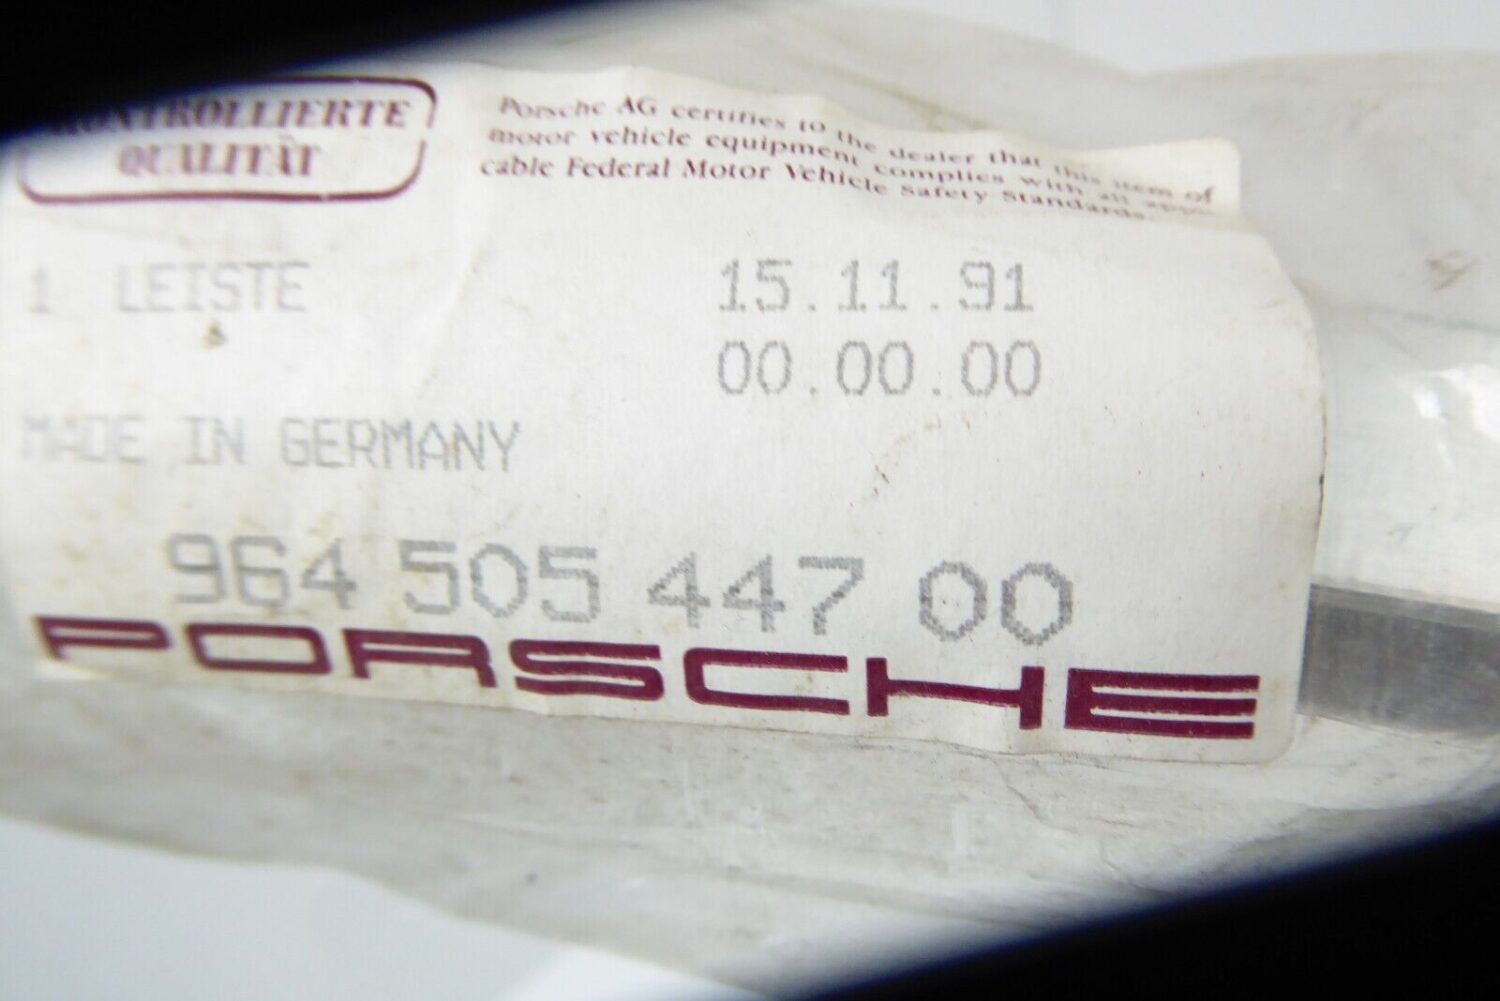 KONTROLLIERTE
QUALITÄT
Porsche AG certifies to the dealer that this item of
motor vehicle equipment complies with all appli-
cable Federal Motor Vehicle Safety Standards.
1 LEISTE
15.11.91
00.00.00
MADE IN GERMANY
964 505 447 00
PORSCHE